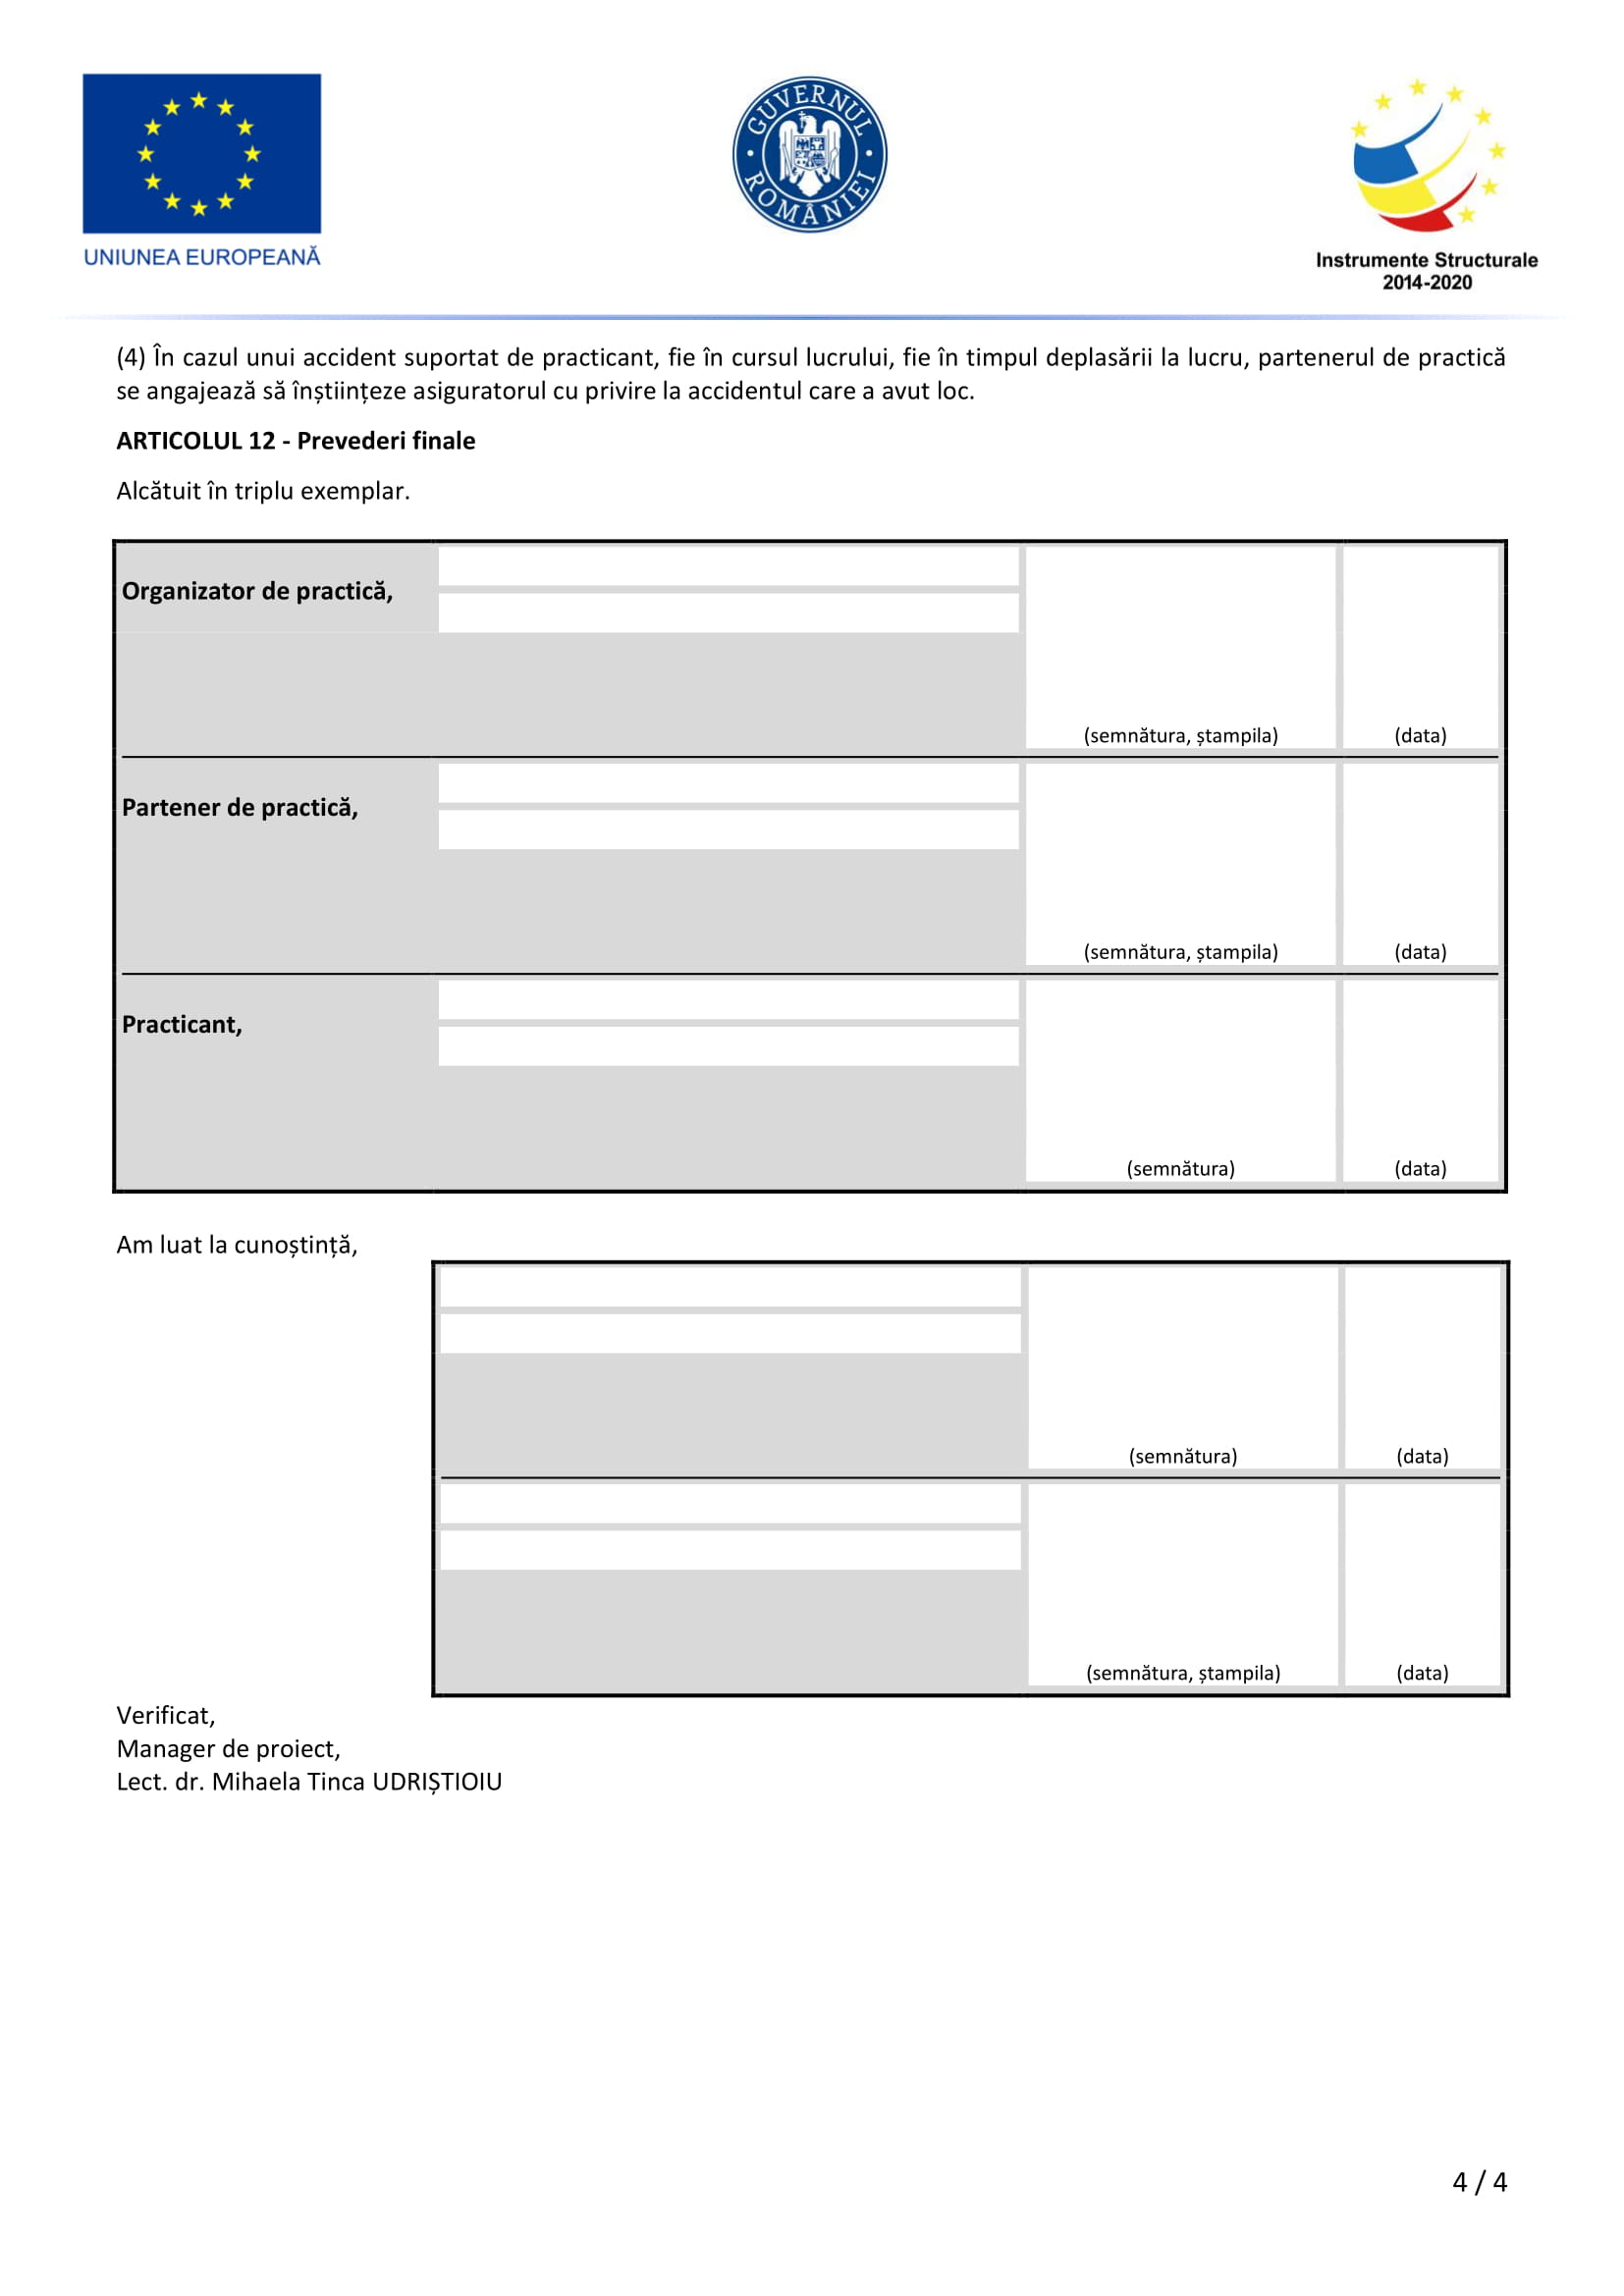 UNIUNEA EUROPEANĂ
GUVERNUL ROMÂNIEI
Instrumente Structurale
2014-2020
(4) În cazul unui accident suportat de practicant, fie în cursul lucrului, fie în timpul deplasării la lucru, partenerul de practică
se angajează să înștiințeze asiguratorul cu privire la accidentul care a avut loc.
ARTICOLUL 12 - Prevederi finale
Alcătuit în triplu exemplar.
Organizator de practică,
(semnătura, ștampila) (data)
Partener de practică,
(semnătura, ștampila) (data)
Practicant,
(semnătura) (data)
Am luat la cunoștință,
(semnătura) (data)
(semnătura, ștampila) (data)
Verificat,
Manager de proiect,
Lect. dr. Mihaela Tinca UDRIȘTIOIU
4 / 4